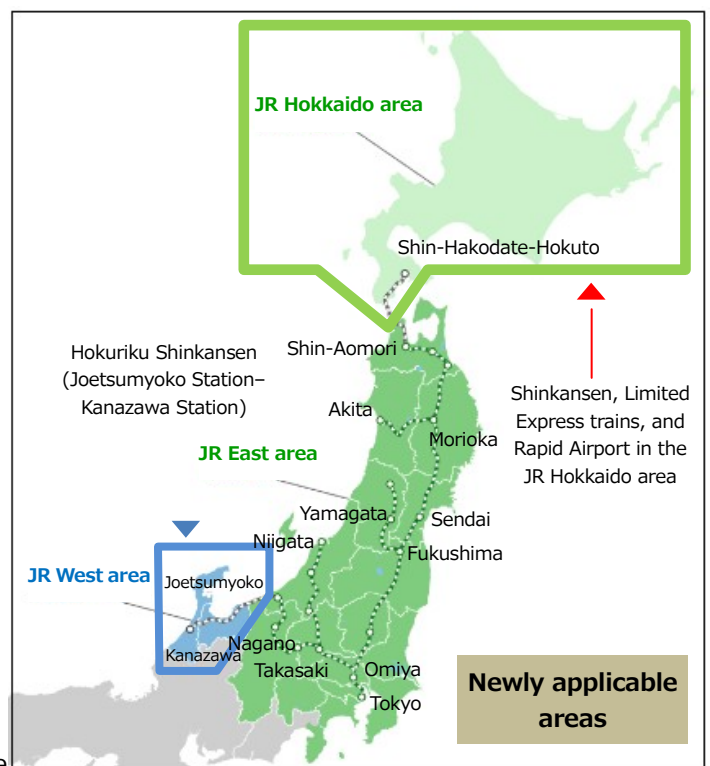 JR Hokkaido area
Shin-Hakodate-Hokuto
Hokuriku Shinkansen
(Joetsumyoko Station–
Kanazawa Station)
Shin-Aomori
Shinkansen, Limited
Express trains, and
Rapid Airport in the
JR Hokkaido area
Akita
Morioka
JR East area
Yamagata
Sendai
Niigata
Fukushima
JR West area
Joetsumyoko
Nagano
Kanazawa
Takasaki
Omiya
Tokyo
Newly applicable
areas
e